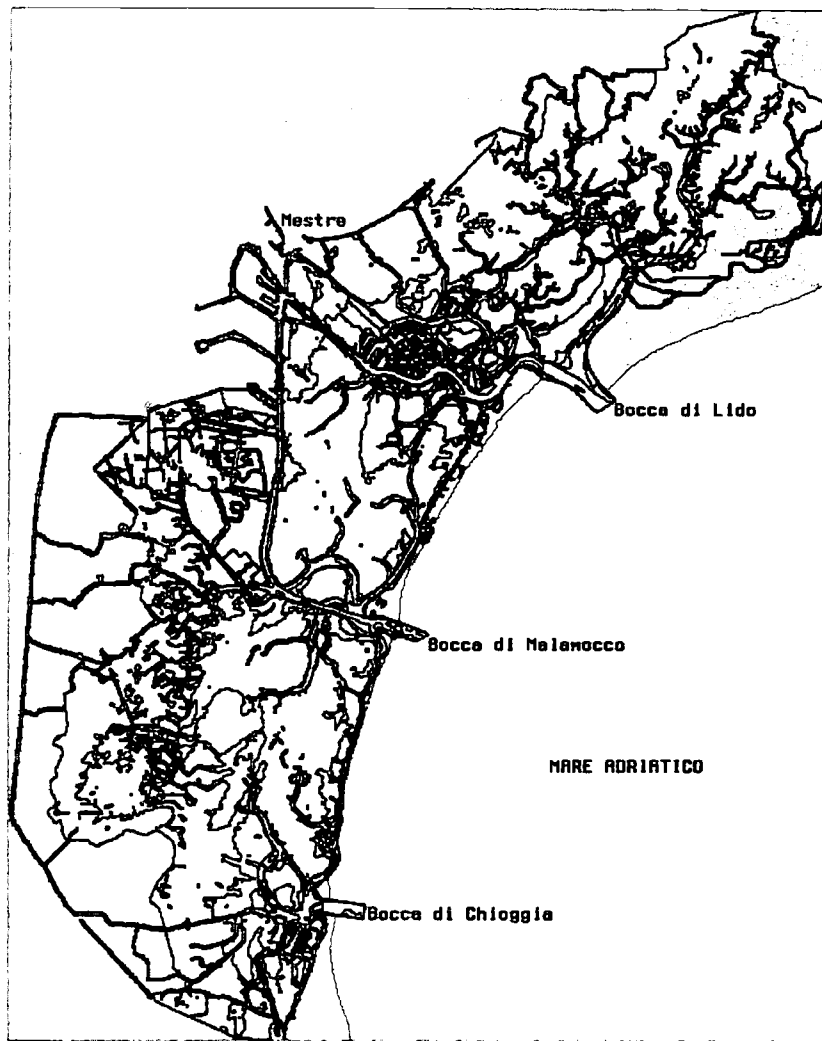 Mestre
Bocca di Lido
Bocca di Malamocco
MARE ADRIATICO
Bocca di Chioggia